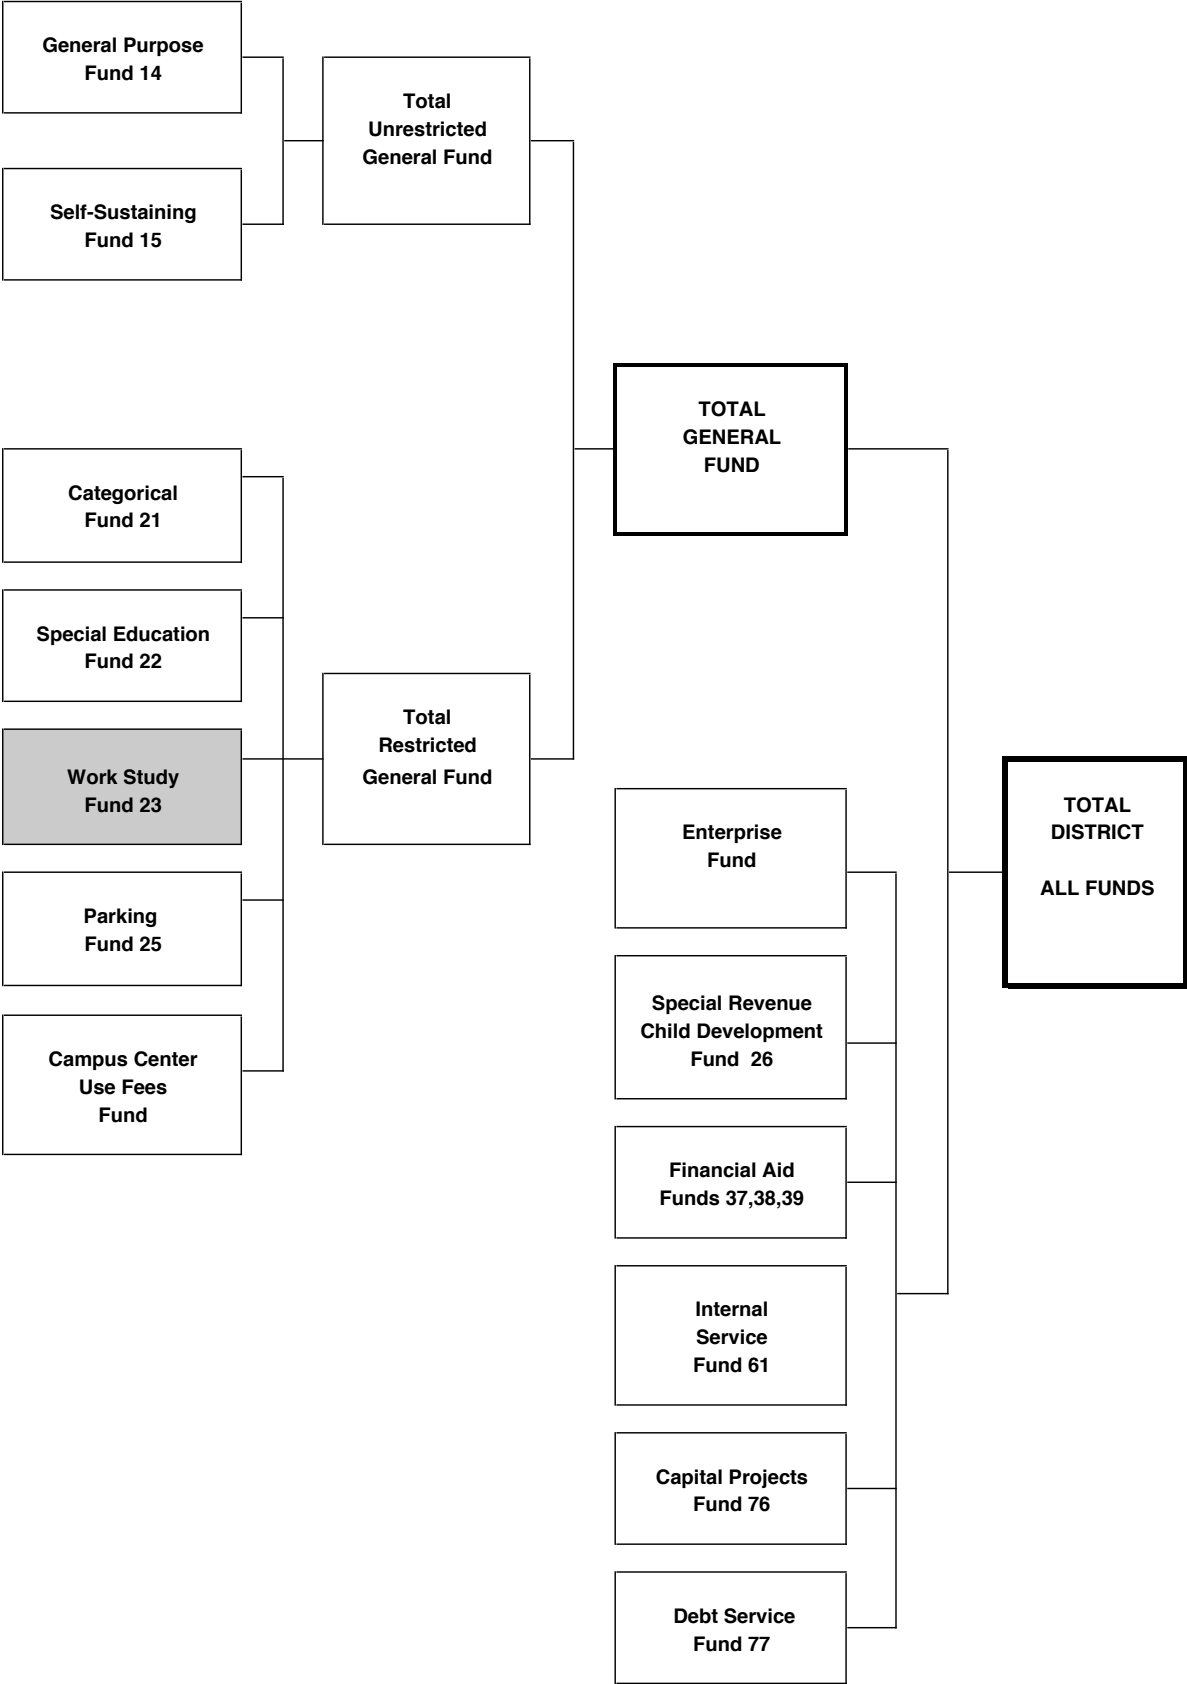 General Purpose
Fund 14
Total
Unrestricted
General Fund
Self-Sustaining
Fund 15
TOTAL
GENERAL
FUND
Categorical
Fund 21
Special Education
Fund 22
Work Study
Fund 23
Total
Restricted
General Fund
Parking
Fund 25
Campus Center
Use Fees
Fund
Enterprise
Fund
Special Revenue
Child Development
Fund 26
Financial Aid
Funds 37,38,39
Internal
Service
Fund 61
Capital Projects
Fund 76
Debt Service
Fund 77
TOTAL
DISTRICT
ALL FUNDS